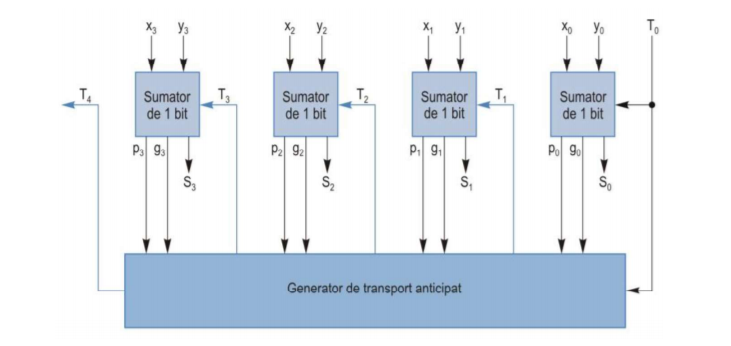 x₃ y₃ x₂ y₂ x₁ y₁ x₀ y₀ T₀
T₄ Sumator de 1 bit T₃ Sumator de 1 bit T₂ Sumator de 1 bit T₁ Sumator de 1 bit
p₃ g₃ p₂ g₂ p₁ g₁ p₀ g₀
S₃ S₂ S₁ S₀
Generator de transport anticipat